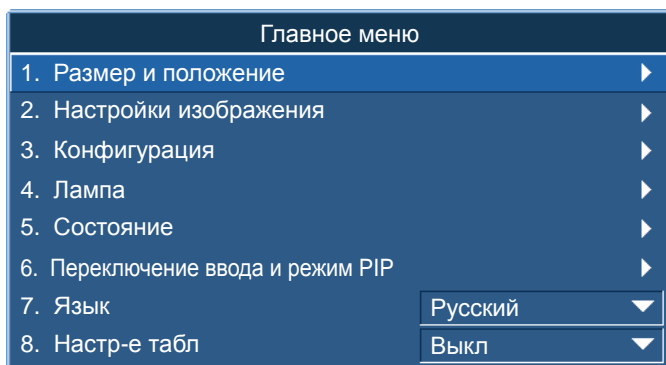 Главное меню
1. Размер и положение
2. Настройки изображения
3. Конфигурация
4. Лампа
5. Состояние
6. Переключение ввода и режим PIP
7. Язык Русский
8. Настр-е табл Выкл